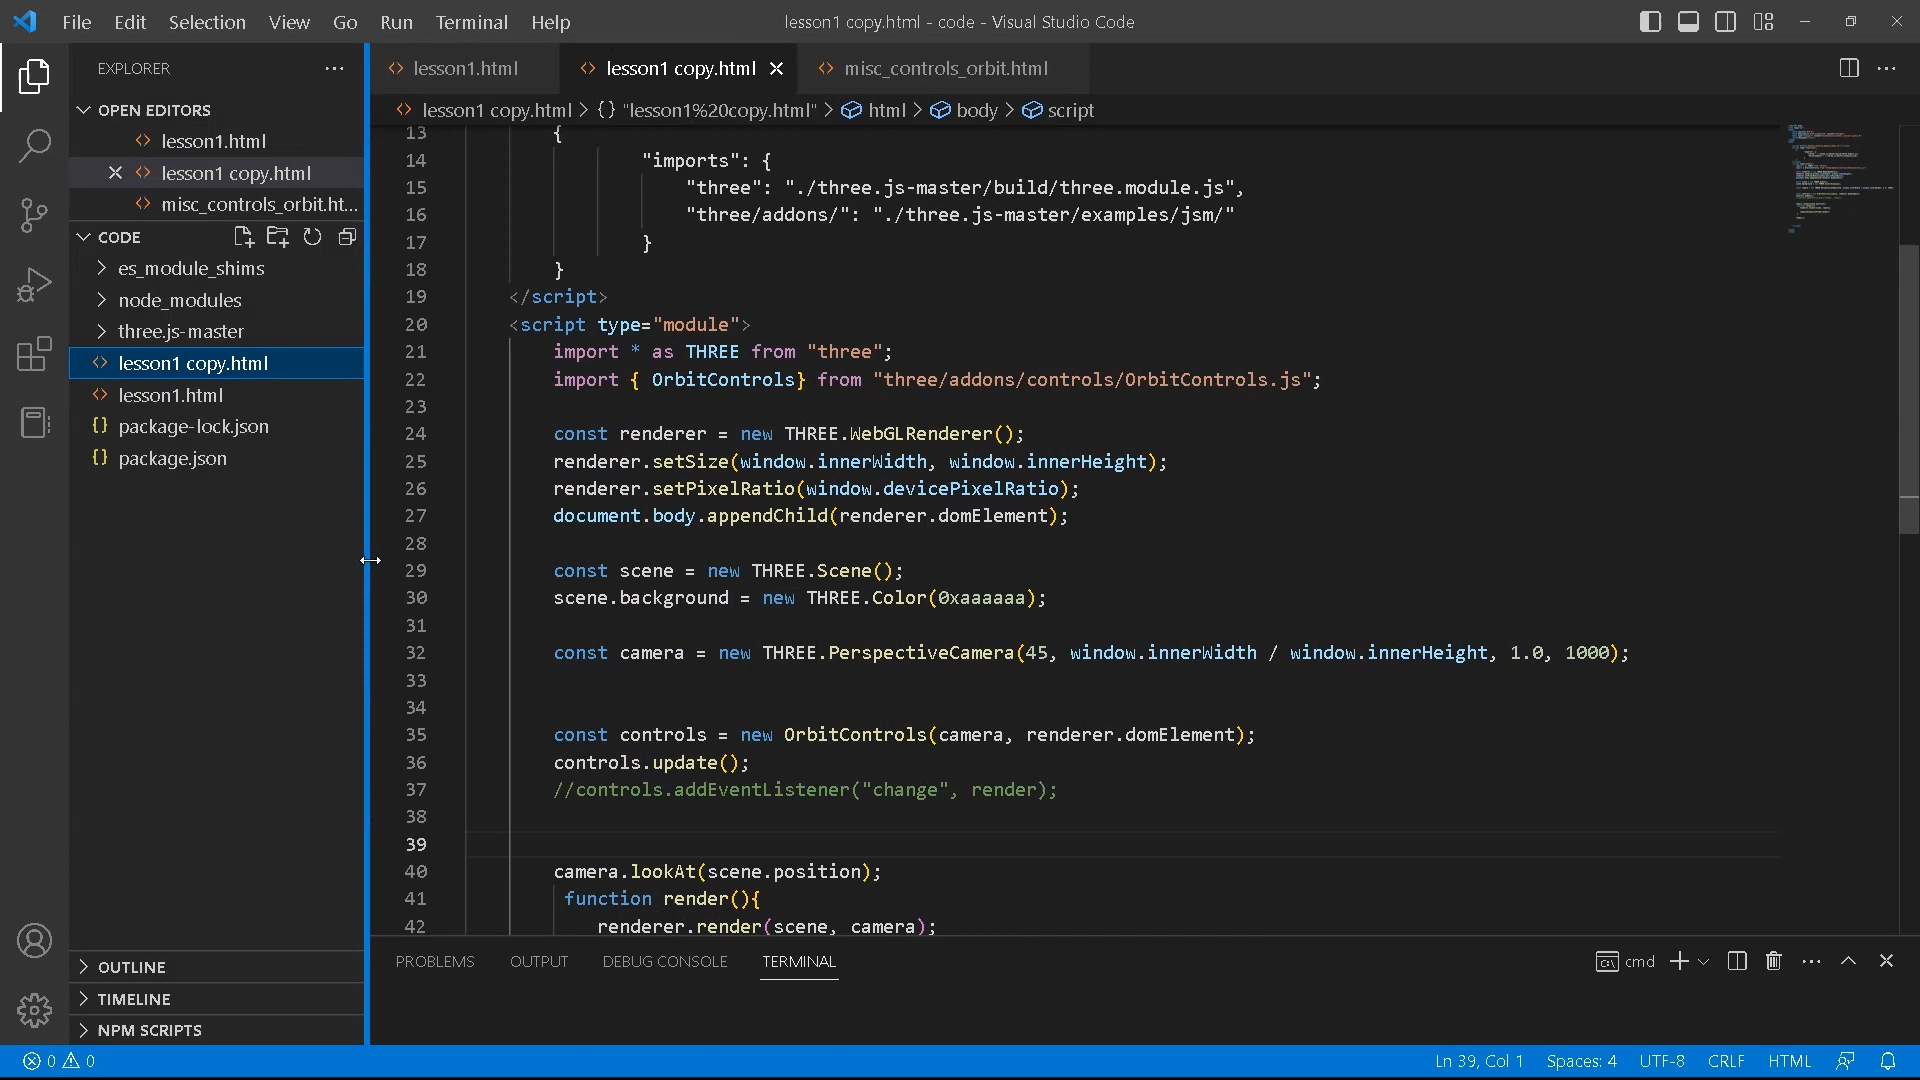 File Edit Selection View Go Run Terminal Help
lesson1 copy.html - code - Visual Studio Code
EXPLORER
OPEN EDITORS
lesson1.html
lesson1 copy.html
misc_controls_orbit.ht...
CODE
es_module_shims
node_modules
three.js-master
lesson1 copy.html
lesson1.html
{} package-lock.json
{} package.json
OUTLINE
TIMELINE
NPM SCRIPTS
lesson1.html
lesson1 copy.html
misc_controls_orbit.html
lesson1 copy.html > {} "lesson1%20copy.html" > html > body > script
13 {
14 "imports": {
15 "three": "./three.js-master/build/three.module.js",
16 "three/addons/": "./three.js-master/examples/jsm/"
17 }
18 }
19 </script>
20 <script type="module">
21 import * as THREE from "three";
22 import { OrbitControls} from "three/addons/controls/OrbitControls.js";
23
24 const renderer = new THREE.WebGLRenderer();
25 renderer.setSize(window.innerWidth, window.innerHeight);
26 renderer.setPixelRatio(window.devicePixelRatio);
27 document.body.appendChild(renderer.domElement);
28
29 const scene = new THREE.Scene();
30 scene.background = new THREE.Color(0xaaaaaa);
31
32 const camera = new THREE.PerspectiveCamera(45, window.innerWidth / window.innerHeight, 1.0, 1000);
33
34
35 const controls = new OrbitControls(camera, renderer.domElement);
36 controls.update();
37 //controls.addEventListener("change", render);
38
39
40 camera.lookAt(scene.position);
41 function render(){
42 renderer.render(scene, camera);
PROBLEMS OUTPUT DEBUG CONSOLE TERMINAL
cmd
0 0
Ln 39, Col 1 Spaces: 4 UTF-8 CRLF HTML